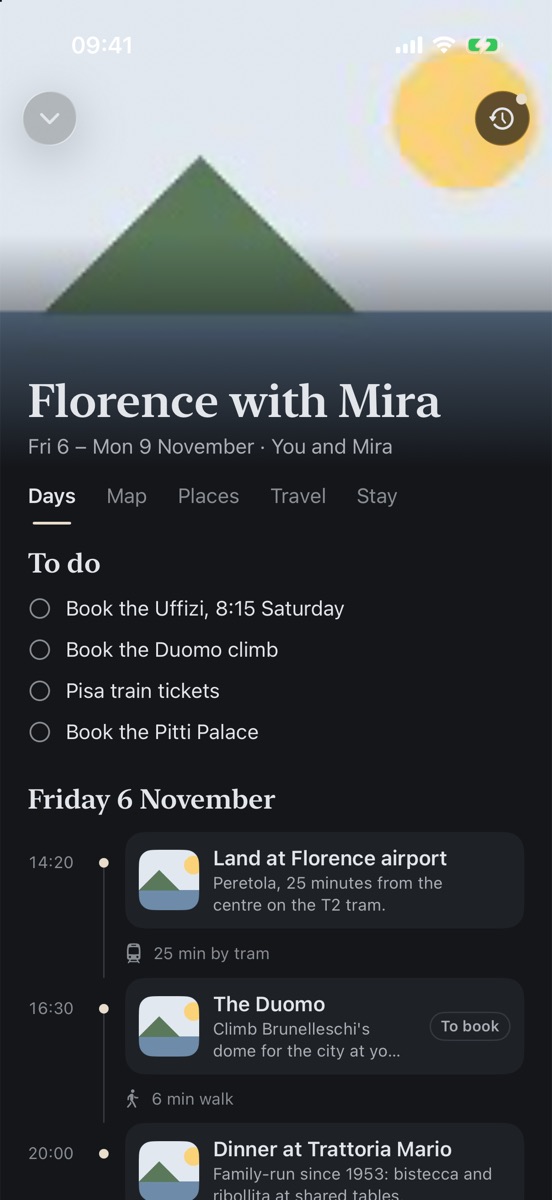 09:41
Florence with Mira
Fri 6 – Mon 9 November · You and Mira
Days Map Places Travel Stay
To do
Book the Uffizi, 8:15 Saturday
Book the Duomo climb
Pisa train tickets
Book the Pitti Palace
Friday 6 November
14:20
Land at Florence airport
Peretola, 25 minutes from the
centre on the T2 tram.
25 min by tram
16:30
The Duomo
Climb Brunelleschi's
dome for the city at yo...
To book
6 min walk
20:00
Dinner at Trattoria Mario
Family-run since 1953: bistecca and
ribollita at shared tables